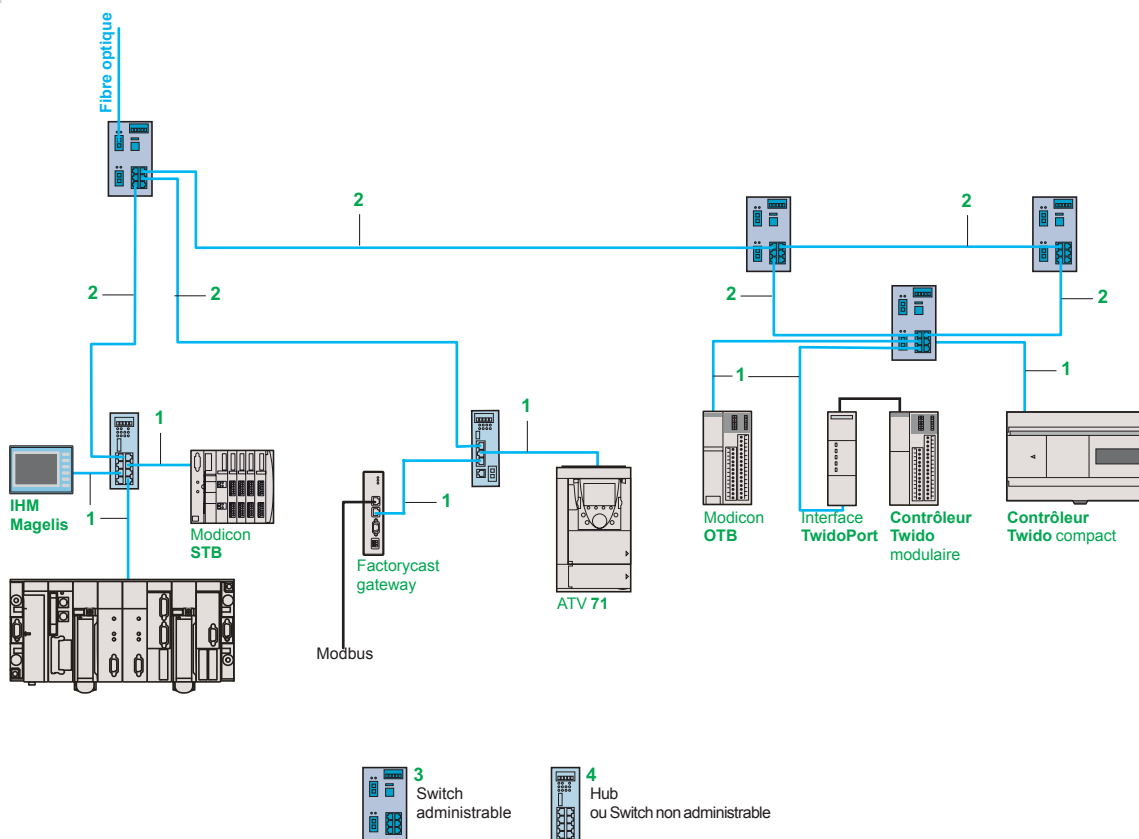 Fibre optique
2
2
2
2
2
2
1
1
1
1
1
IHM
Magelis
1
1
Modicon
STB
Factorycast
gateway
Modbus
ATV 71
Modicon
OTB
Interface
TwidoPort
Contrôleur
Twido
modulaire
Contrôleur
Twido compact
3
Switch
administrable
4
Hub
ou Switch non administrable